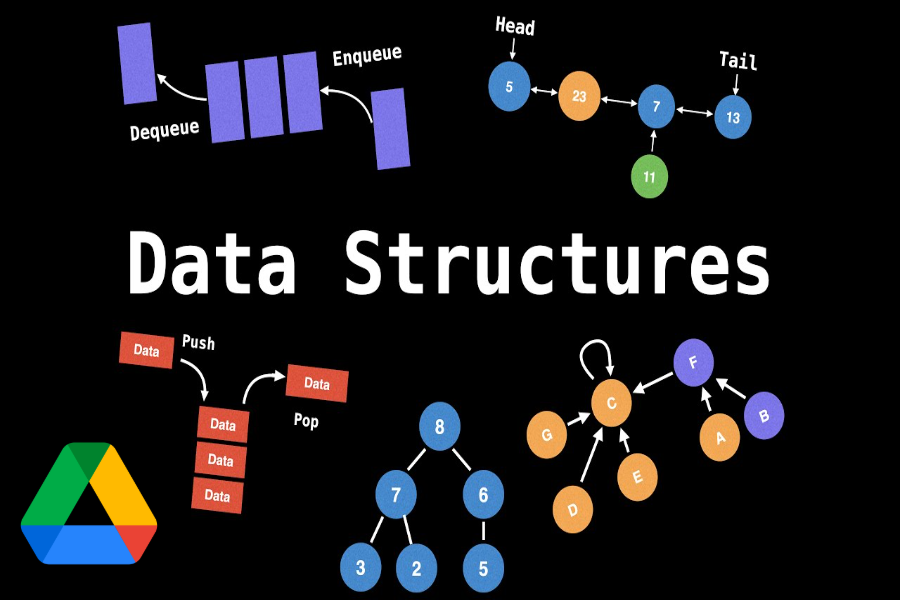 Head
Enqueue
Tail
5
23
7
13
Dequeue
11
Data Structures
Push
Data
Data
Pop
Data
Data
Data
8
7
6
3
2
5
F
C
B
G
A
E
D